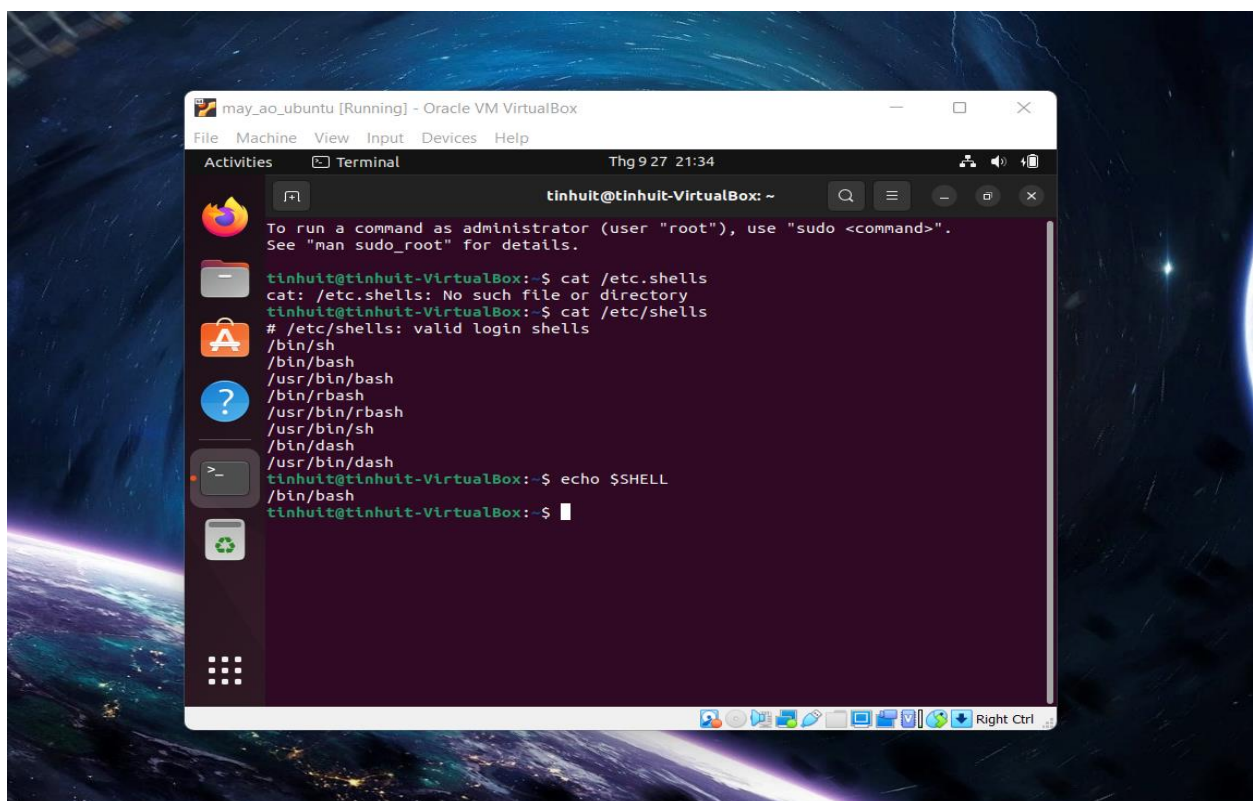 may_ao_ubuntu [Running] - Oracle VM VirtualBox
File Machine View Input Devices Help
Activities Terminal Thg 9 27 21:34
tinhuit@tinhuit-VirtualBox: ~
To run a command as administrator (user "root"), use "sudo <command>".
See "man sudo_root" for details.
tinhuit@tinhuit-VirtualBox:~$ cat /etc.shells
cat: /etc.shells: No such file or directory
tinhuit@tinhuit-VirtualBox:~$ cat /etc/shells
# /etc/shells: valid login shells
/bin/sh
/bin/bash
/usr/bin/bash
/bin/rbash
/usr/bin/rbash
/usr/bin/sh
/bin/dash
/usr/bin/dash
tinhuit@tinhuit-VirtualBox:~$ echo $SHELL
/bin/bash
tinhuit@tinhuit-VirtualBox:~$
Right Ctrl